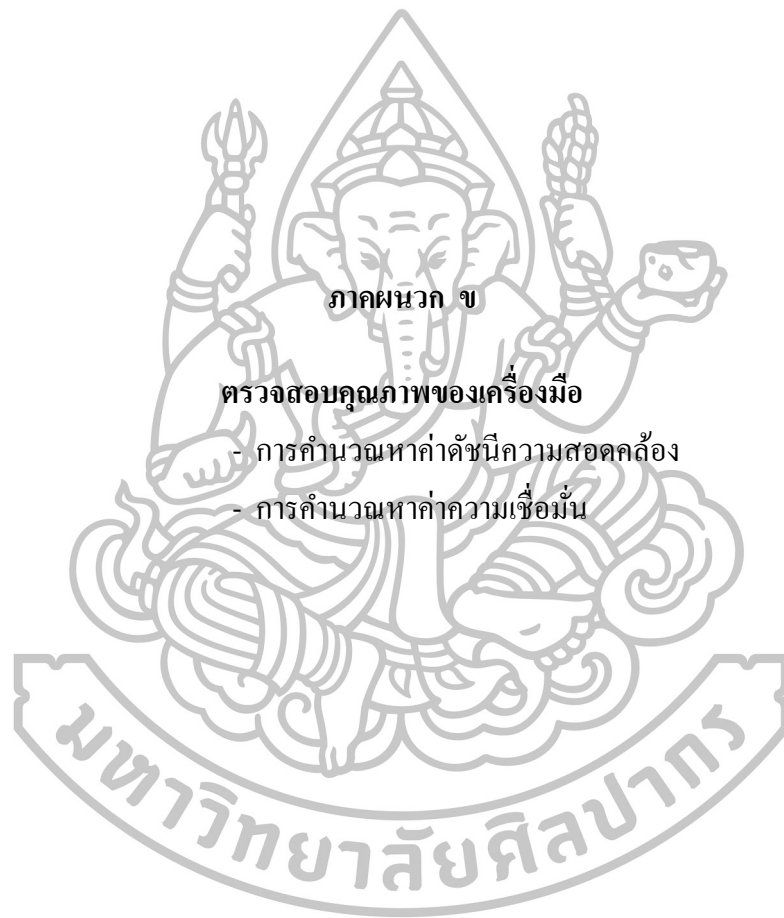 ภาคผนวก ข
ตรวจสอบคุณภาพของเครื่องมือ
- การคำนวณหาค่าดัชนีความสอดคล้อง
- การคำนวณหาค่าความเชื่อมั่น
มหาวิทยาลัยศิลปากร